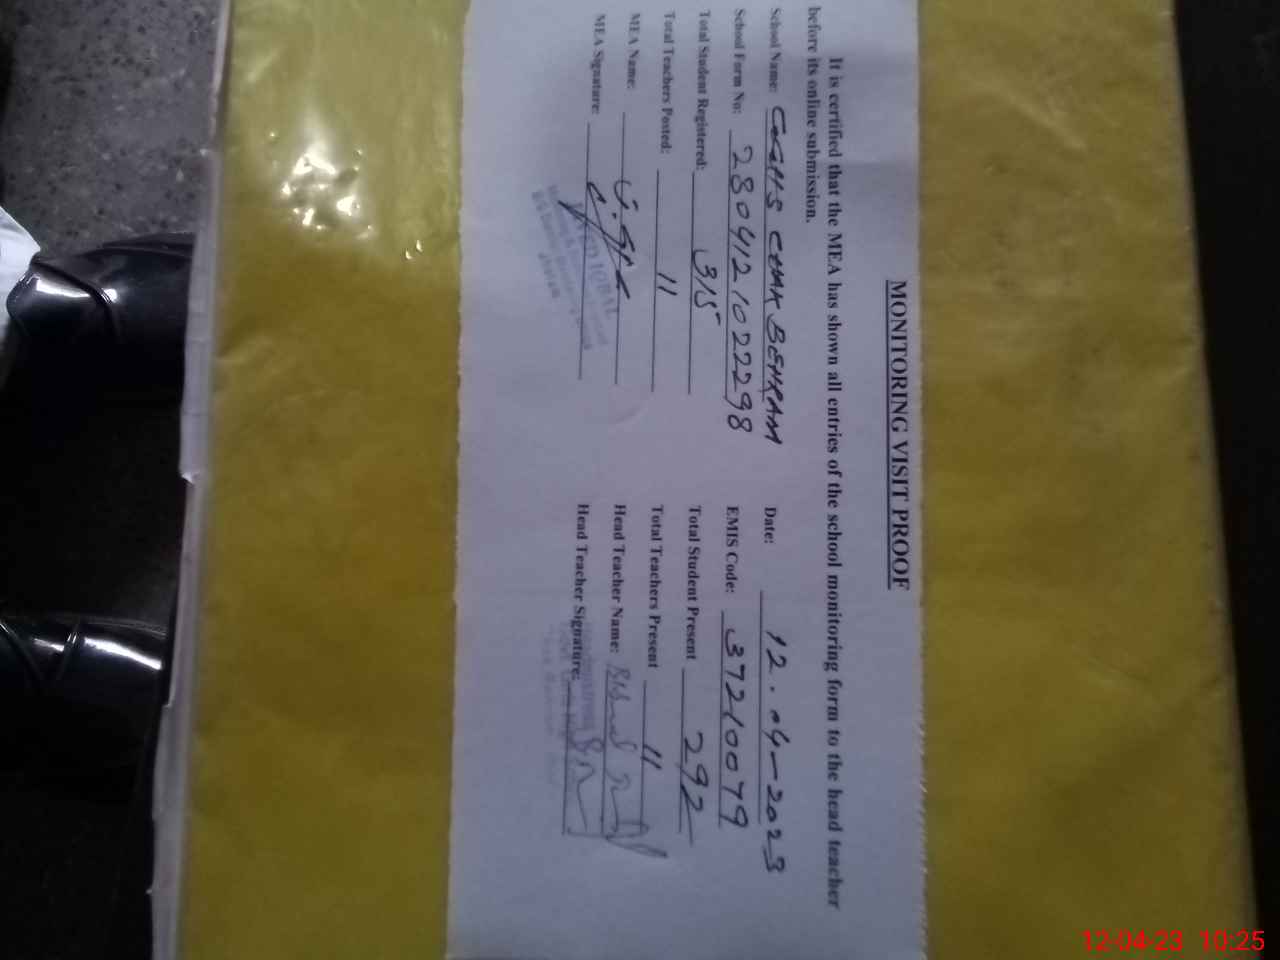 MONITORING VISIT PROOF
It is certified that the MEA has shown all entries of the school monitoring form to the head teacher
before its online submission.
School Name: GGHS CHAK BEHRAM Date: 12.04-2023
School Form No: 2804121022298 EMIS Code: 37210079
Total Student Registered: 315 Total Student Present 292
Total Teachers Posted: 11 Total Teachers Present 11
MEA Name: Head Teacher Name:
MEA Signature: Head Teacher Signature:
IQBAL
12-04-23 10:25